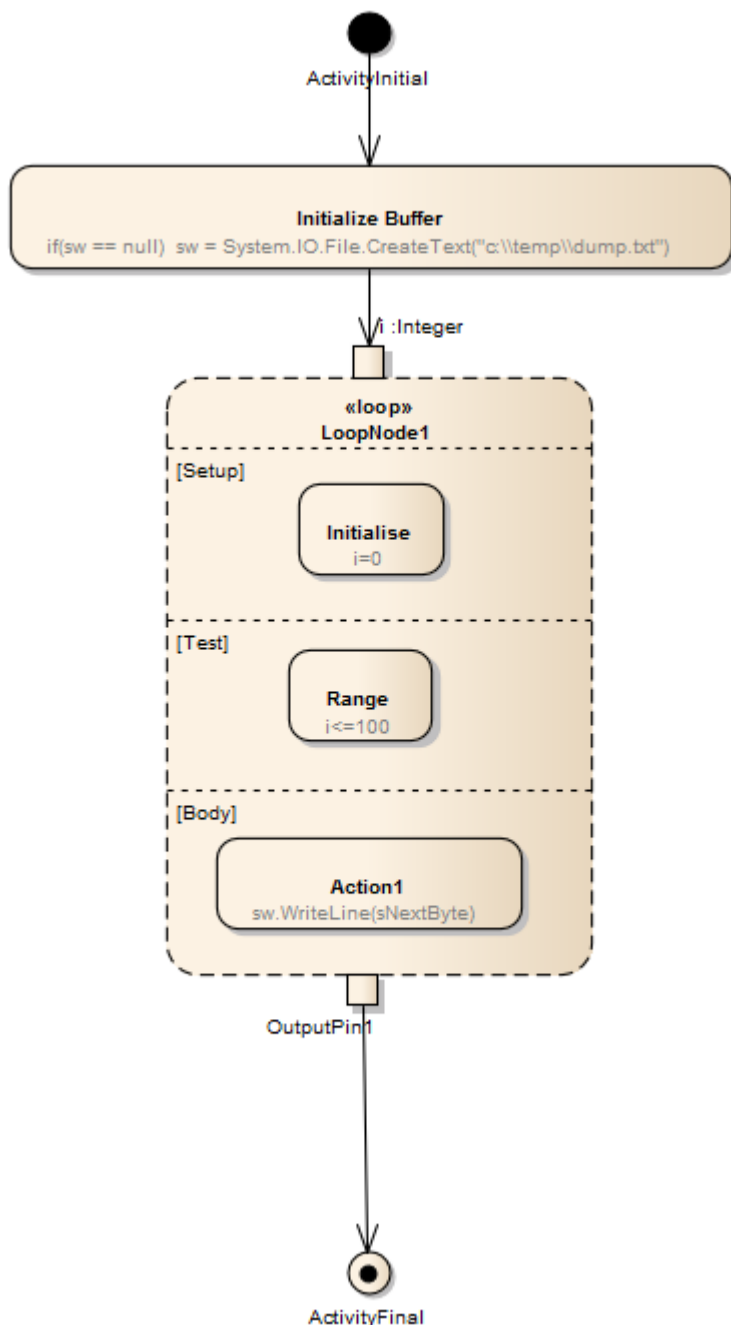 ActivityInitial
Initialize Buffer
if(sw == null)  sw = System.IO.File.CreateText("c:\\temp\\dump.txt")
i :Integer
«loop»
LoopNode1
[Setup]
Initialise
i=0
[Test]
Range
i<=100
[Body]
Action1
sw.WriteLine(sNextByte)
OutputPin1
ActivityFinal